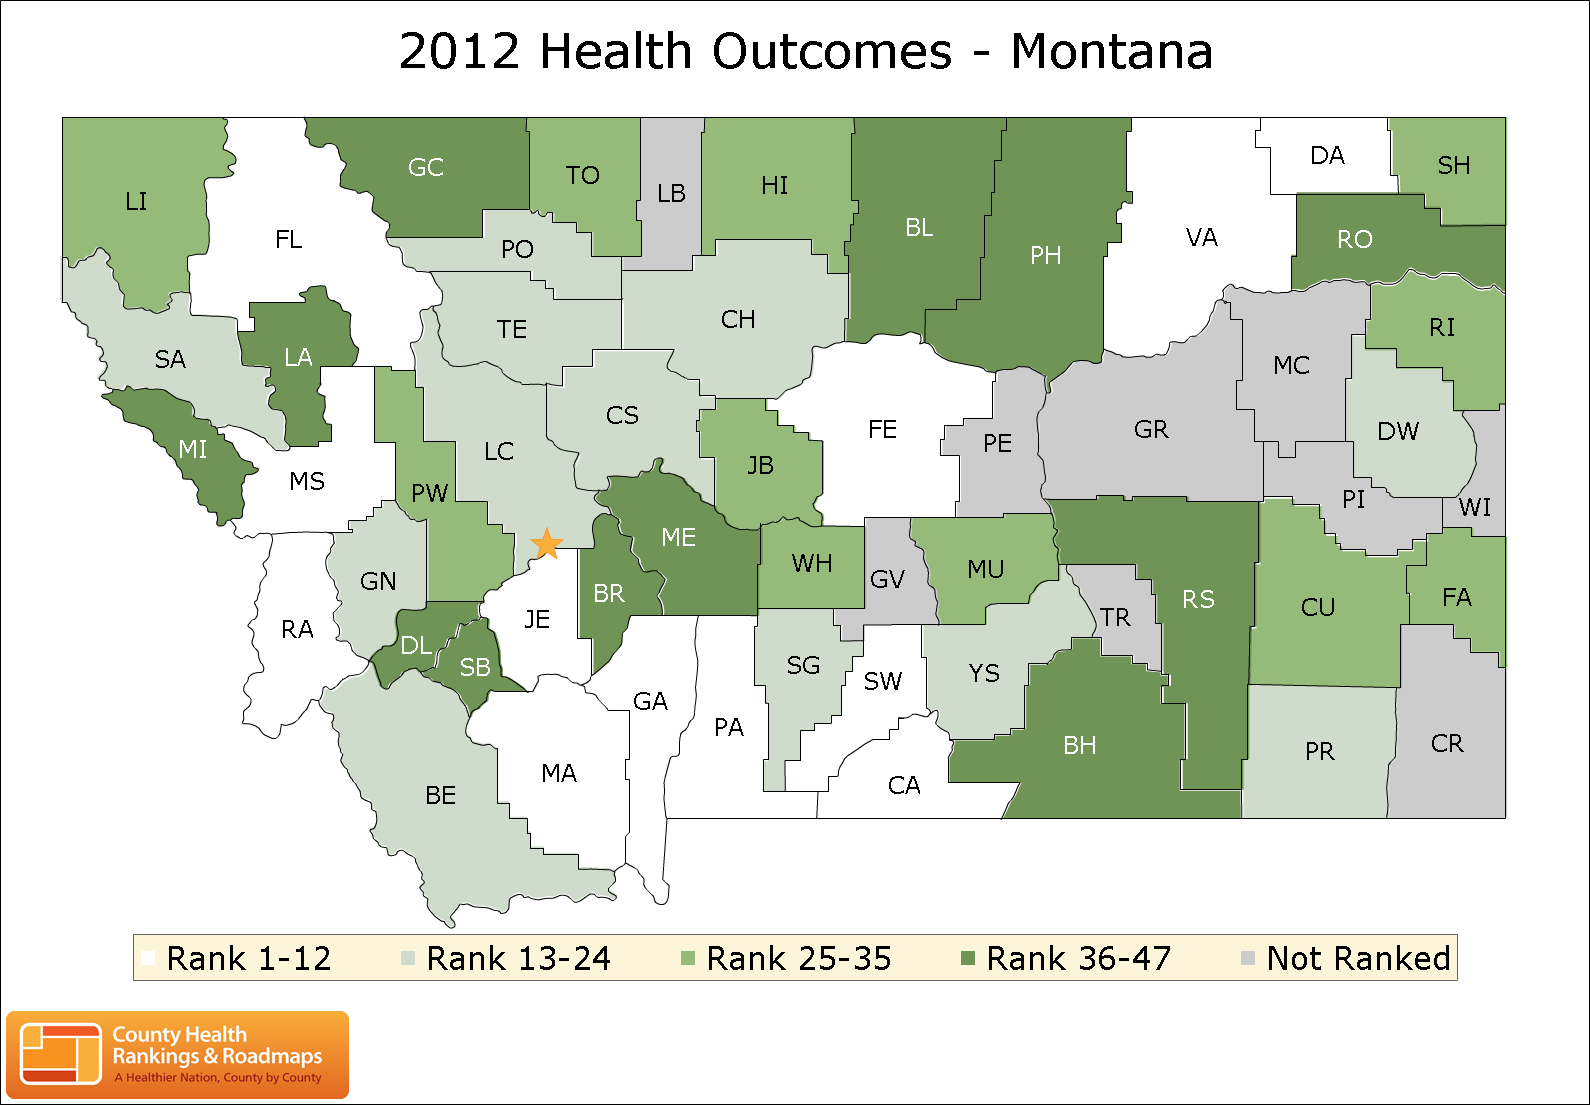 2012 Health Outcomes - Montana
DA
SH
GC
TO
HI
LB
LI
BL
FL
VA
RO
PO
PH
CH
RI
TE
SA
LA
MC
CS
FE
GR
DW
PE
MI
LC
JB
MS
PW
PI
WI
ME
WH
MU
GV
GN
BR
RS
FA
CU
JE
TR
RA
DL
SB
SG
YS
SW
GA
PA
BH
CR
PR
MA
CA
BE
Rank 1-12 Rank 13-24 Rank 25-35 Rank 36-47 Not Ranked
County Health
Rankings & Roadmaps
A Healthier Nation, County by County